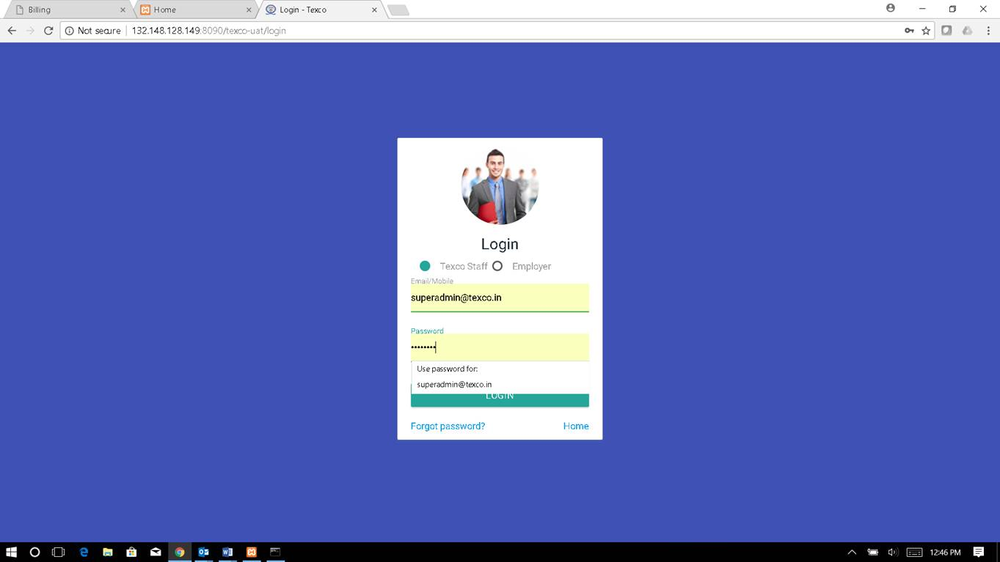 Billing
Home
Login - Texco
Not secure
132.148.128.149:8090/texco-uat/login
Login
Texco Staff Employer
Email/Mobile
superadmin@texco.in
Password
••••••••
Use password for:
superadmin@texco.in
LOGIN
Forgot password? Home
12:46 PM